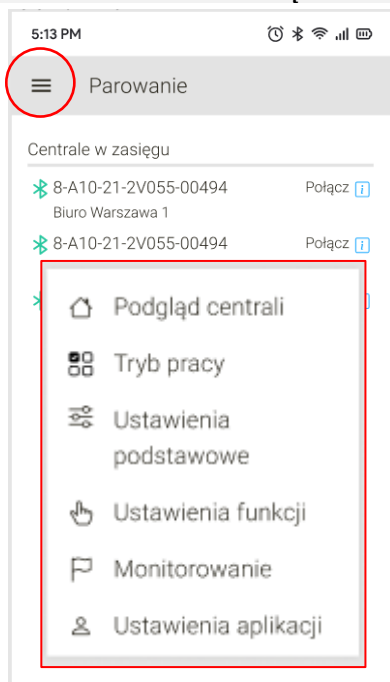 5:13 PM
Parowanie
Centrale w zasięgu
8-A10-21-2V055-00494 Połącz i
Biuro Warszawa 1
8-A10-21-2V055-00494 Połącz i
Podgląd centrali
Tryb pracy
Ustawienia
podstawowe
Ustawienia funkcji
Monitorowanie
Ustawienia aplikacji